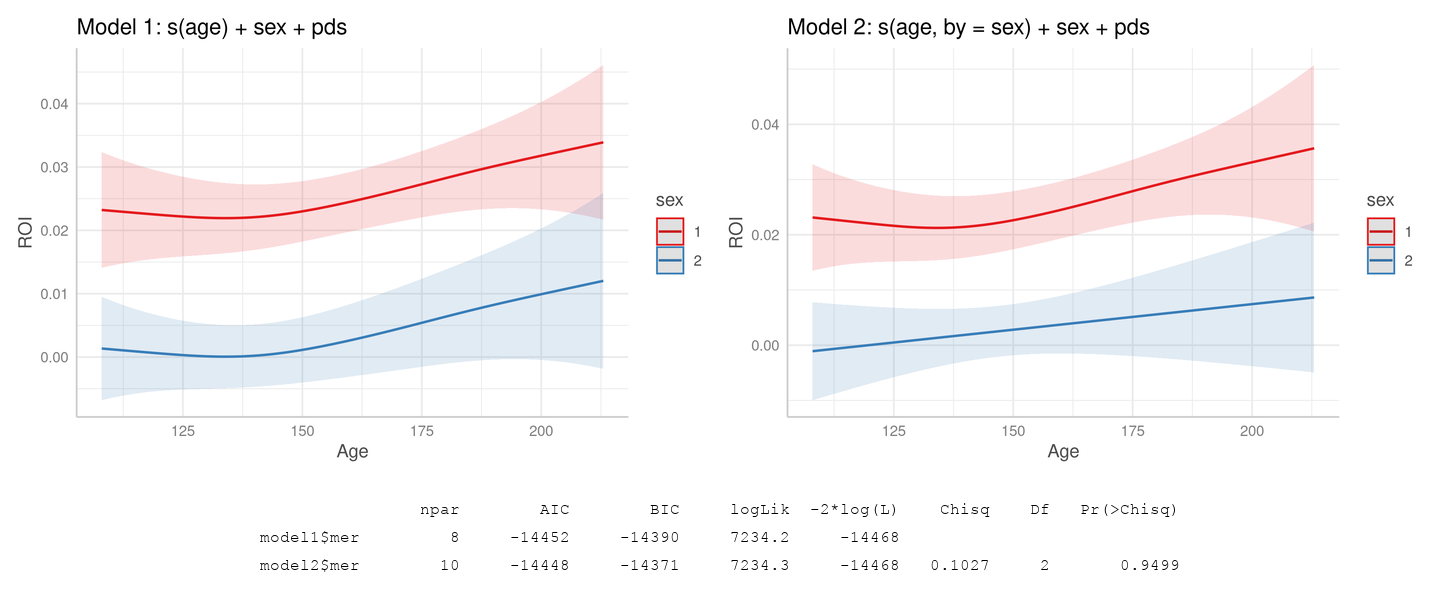 Model 1: s(age) + sex + pds
0.04
0.03
0.02
0.01
0.00
ROI
125 150 175 200
Age
sex
1
2
Model 2: s(age, by = sex) + sex + pds
0.04
0.02
0.00
ROI
125 150 175 200
Age
sex
1
2
npar AIC BIC logLik -2*log(L) Chisq Df Pr(>Chisq)
model1$mer 8 -14452 -14390 7234.2 -14468
model2$mer 10 -14448 -14371 7234.3 -14468 0.1027 2 0.9499